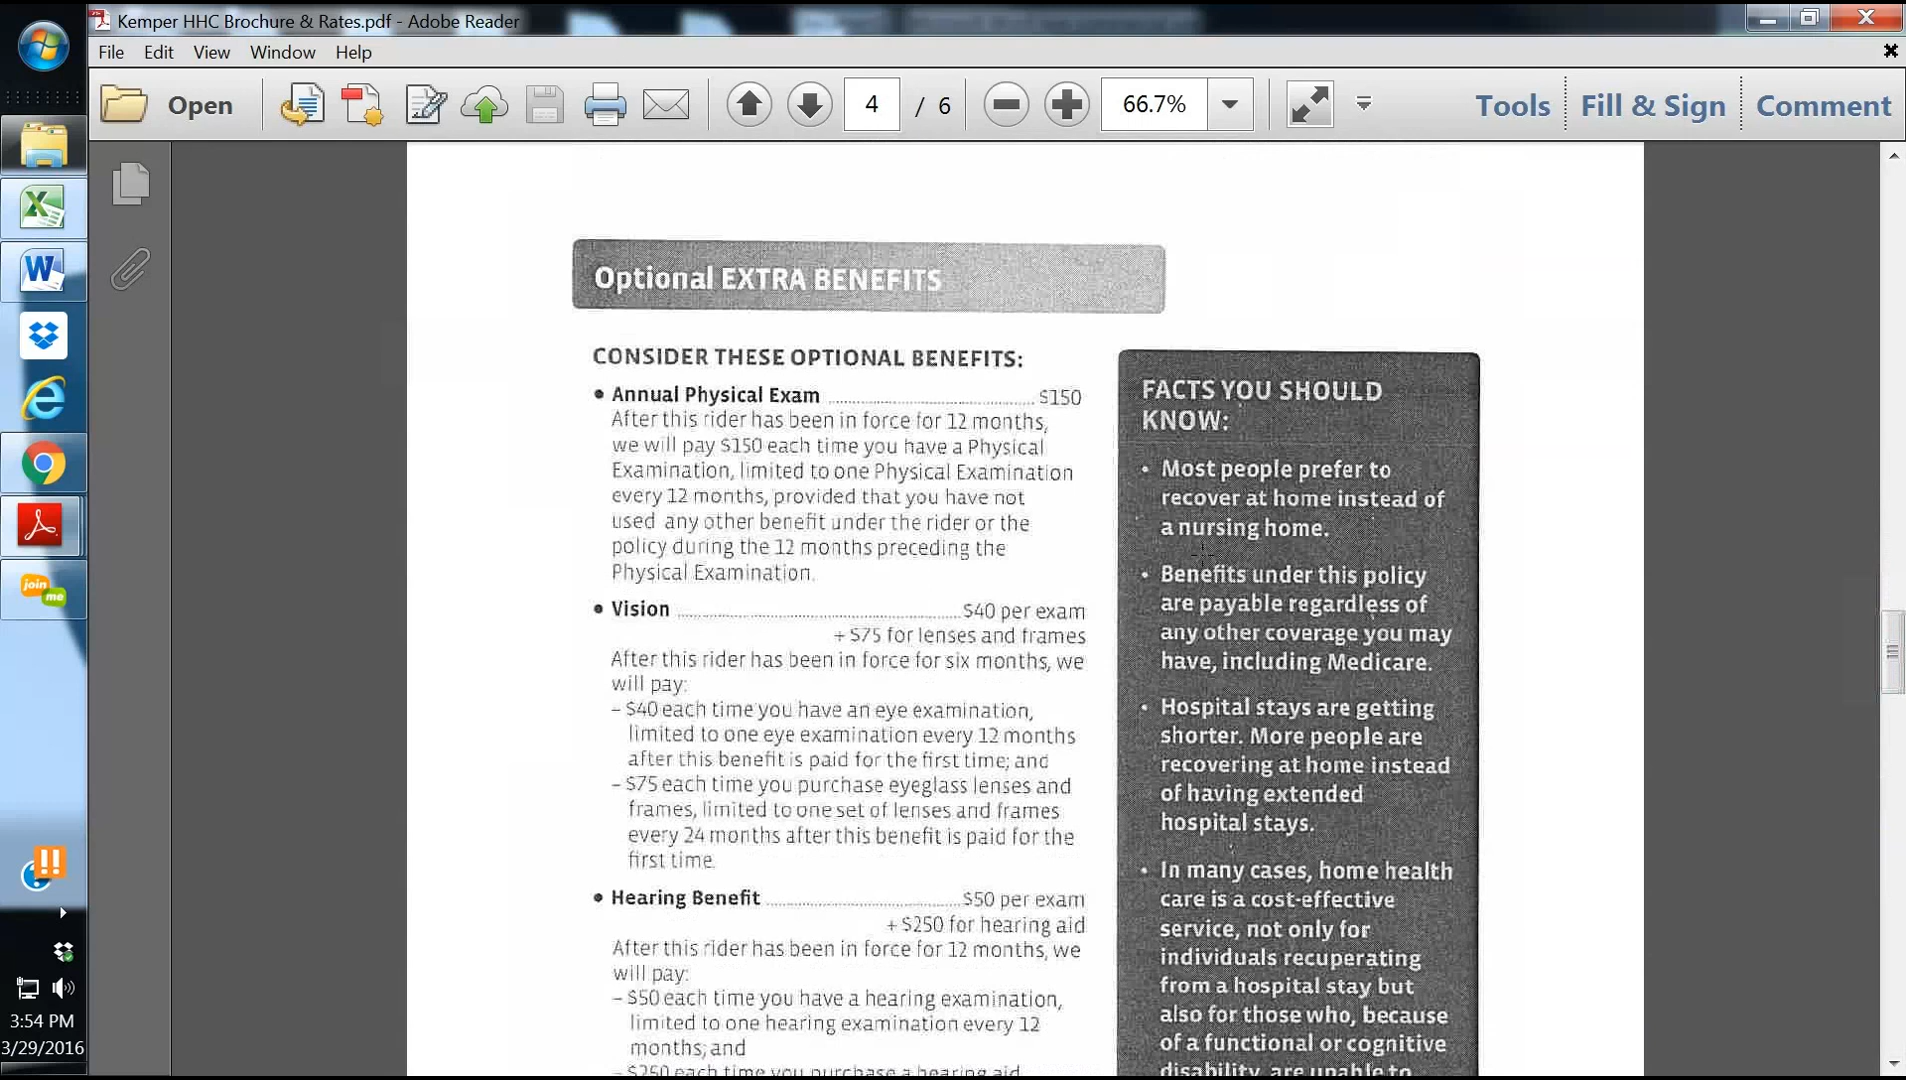 Kemper HHC Brochure & Rates.pdf - Adobe Reader
File Edit View Window Help
Open 4 / 6 66.7% Tools Fill & Sign Comment
Optional EXTRA BENEFITS
CONSIDER THESE OPTIONAL BENEFITS:
• Annual Physical Exam $150
After this rider has been in force for 12 months,
we will pay $150 each time you have a Physical
Examination, limited to one Physical Examination
every 12 months, provided that you have not
used any other benefit under the rider or the
policy during the 12 months preceding the
Physical Examination.
• Vision $40 per exam
+ $75 for lenses and frames
After this rider has been in force for six months, we
will pay:
– $40 each time you have an eye examination,
limited to one eye examination every 12 months
after this benefit is paid for the first time; and
– $75 each time you purchase eyeglass lenses and
frames, limited to one set of lenses and frames
every 24 months after this benefit is paid for the
first time.
• Hearing Benefit $50 per exam
+ $250 for hearing aid
After this rider has been in force for 12 months, we
will pay:
– $50 each time you have a hearing examination,
limited to one hearing examination every 12
months; and
– $250 each time you purchase a hearing aid
FACTS YOU SHOULD
KNOW:
• Most people prefer to
recover at home instead of
a nursing home.
• Benefits under this policy
are payable regardless of
any other coverage you may
have, including Medicare.
• Hospital stays are getting
shorter. More people are
recovering at home instead
of having extended
hospital stays.
• In many cases, home health
care is a cost-effective
service, not only for
individuals recuperating
from a hospital stay but
also for those who, because
of a functional or cognitive
disability, are unable to
join
me
3:54 PM
3/29/2016